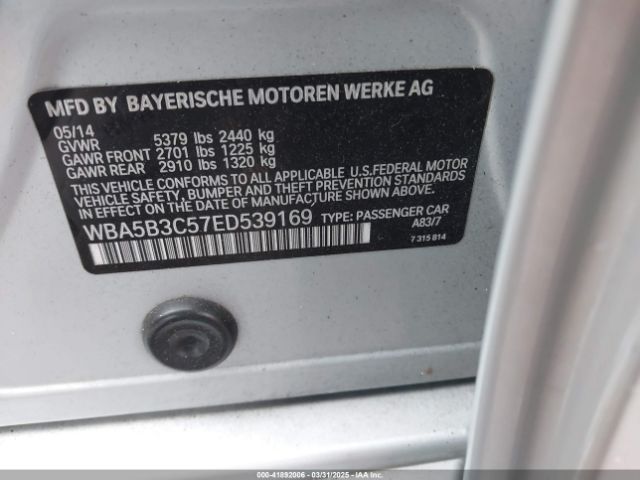 MFD BY BAYERISCHE MOTOREN WERKE AG
05/14
GVWR 5379 lbs 2440 kg
GAWR FRONT 2701 lbs 1225 kg
GAWR REAR 2910 lbs 1320 kg
THIS VEHICLE CONFORMS TO ALL APPLICABLE U.S.FEDERAL MOTOR
VEHICLE SAFETY, BUMPER AND THEFT PREVENTION STANDARDS
IN EFFECT ON THE DATE OF MANUFACTURE SHOWN ABOVE.
WBA5B3C57ED539169 TYPE: PASSENGER CAR
A83/7
7 315 814
000-41892006 - 03/31/2025 - IAAI.COM